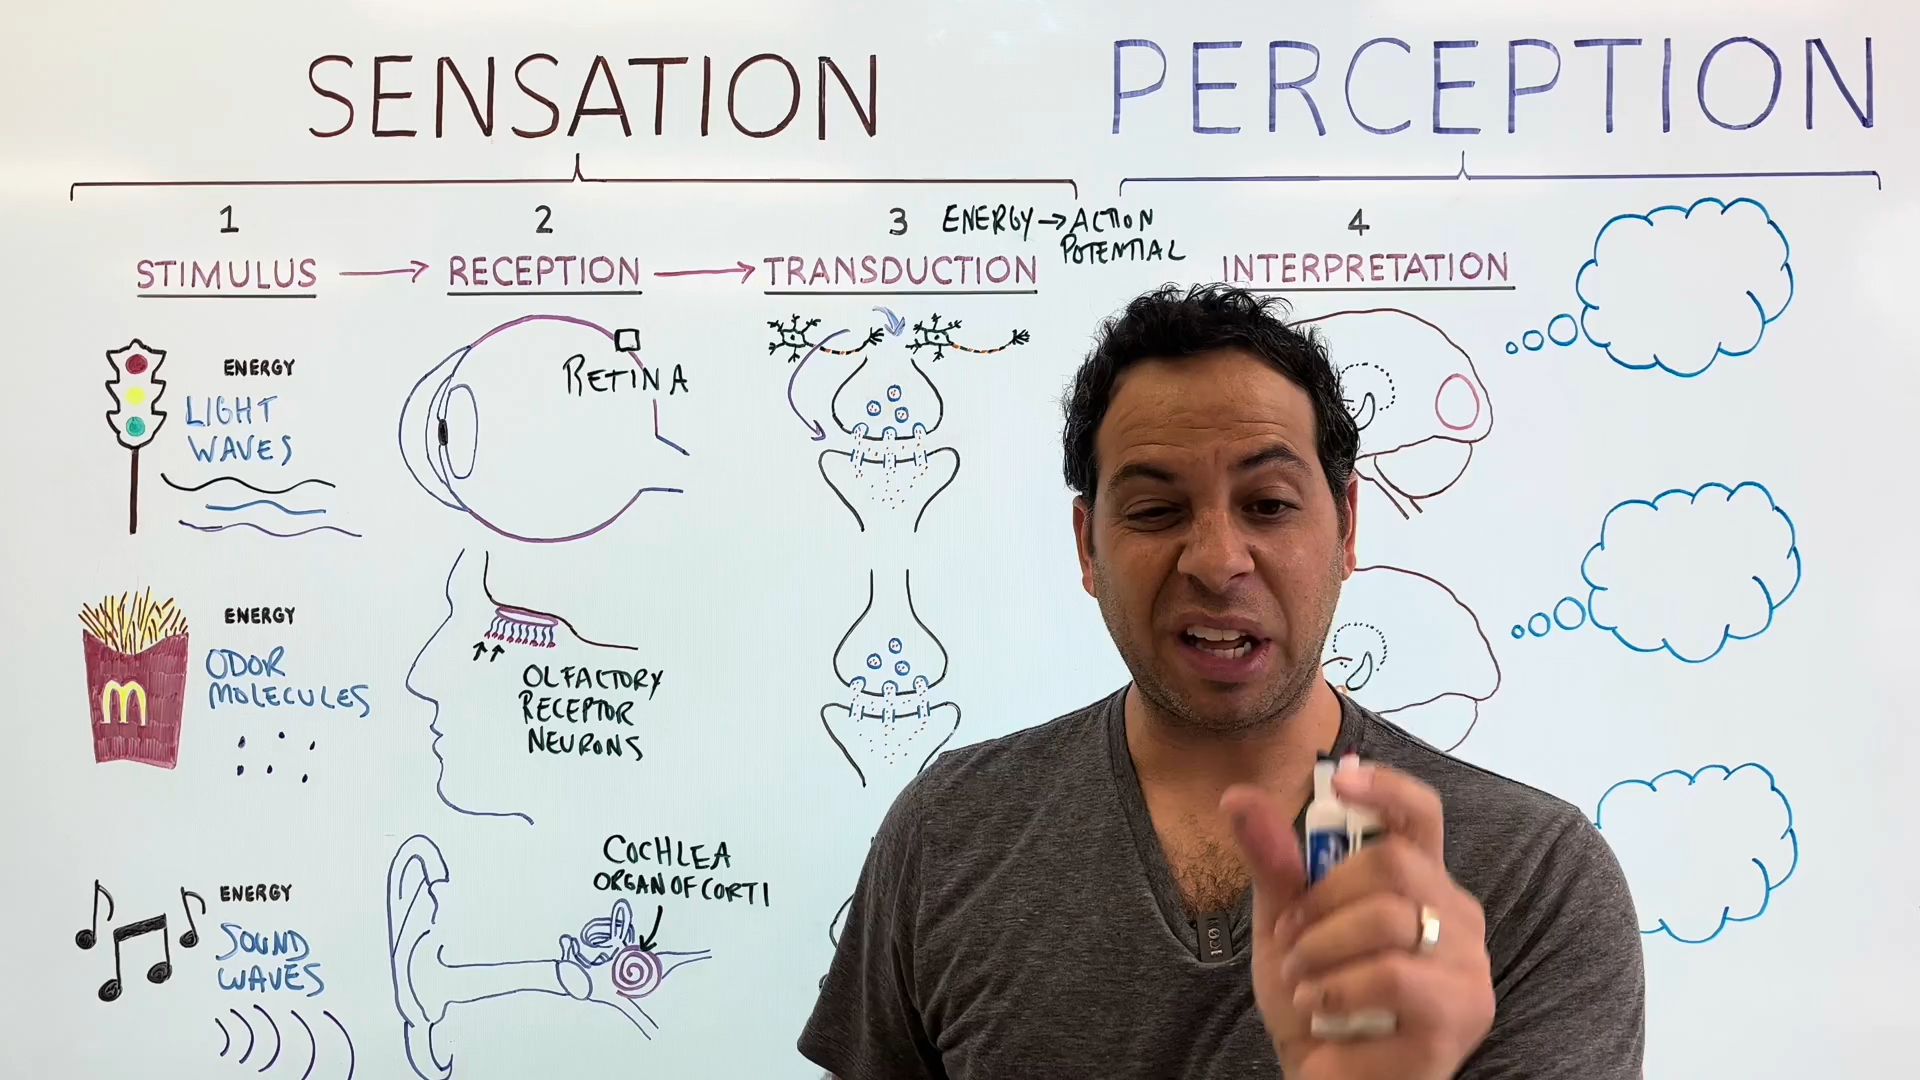 SENSATION
PERCEPTION
1
2
3
ENERGY → ACTION
POTENTIAL
4
STIMULUS
RECEPTION
TRANSDUCTION
INTERPRETATION
ENERGY
LIGHT
WAVES
RETINA
ENERGY
ODOR
MOLECULES
M
OLFACTORY
RECEPTOR
NEURONS
COCHLEA
ORGAN OF CORTI
ENERGY
SOUND
WAVES